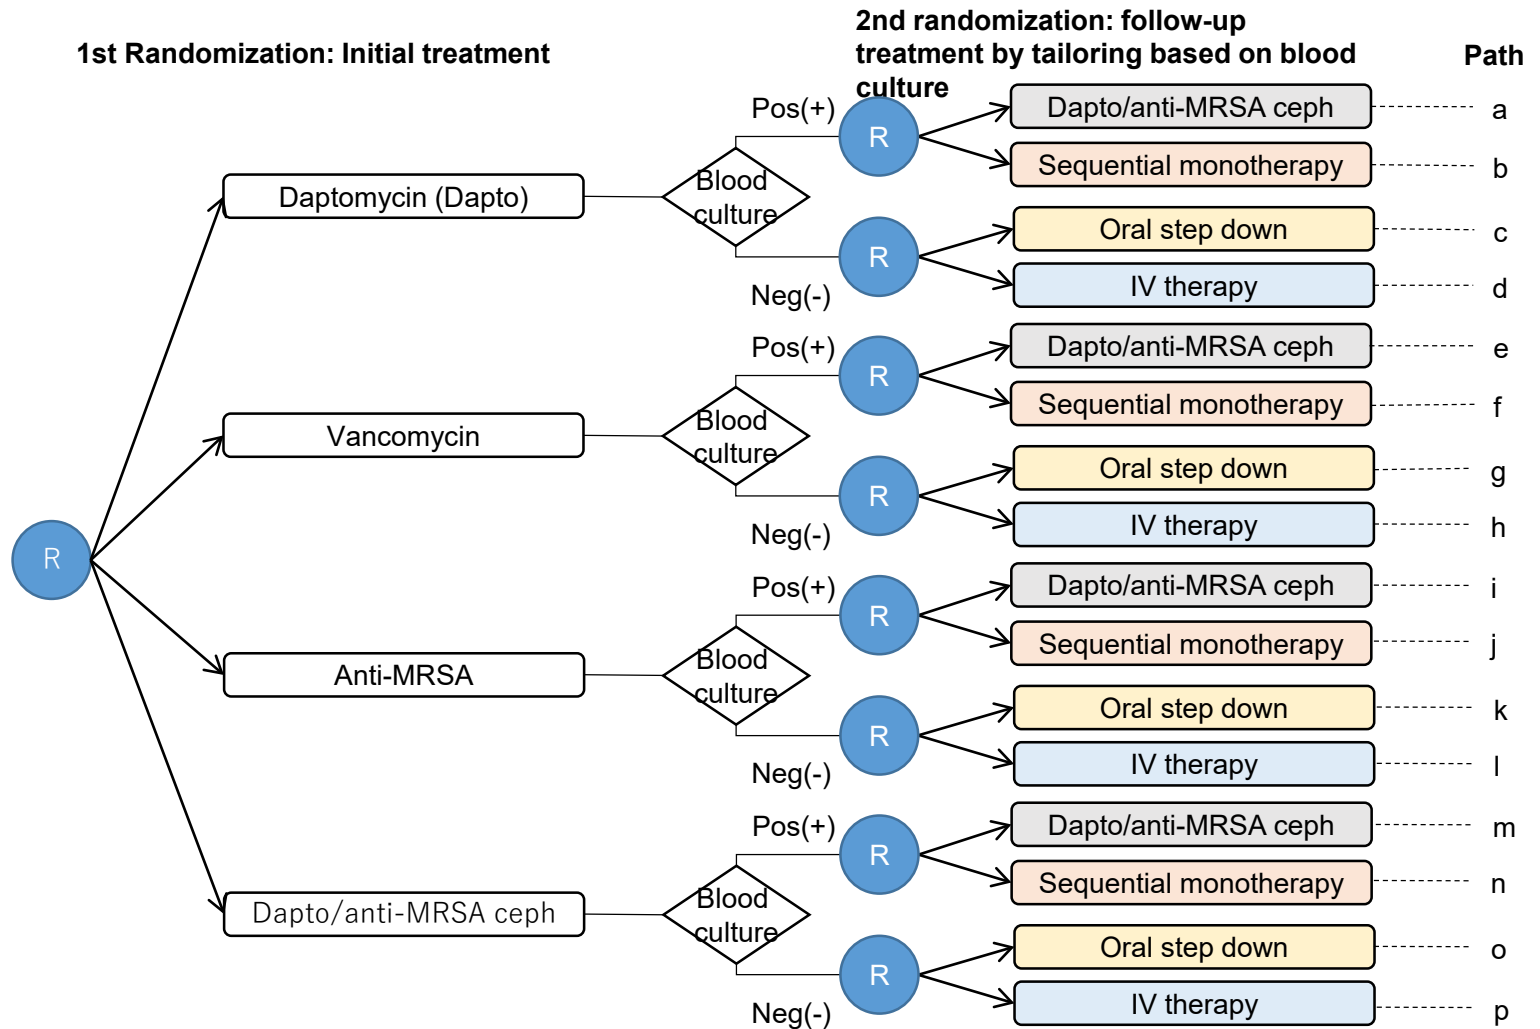 1st Randomization: Initial treatment
2nd randomization: follow-up
treatment by tailoring based on blood
culture
Path
R
Daptomycin (Dapto)
Blood
culture
Pos(+)
R
Dapto/anti-MRSA ceph
a
Sequential monotherapy
b
Neg(-)
R
Oral step down
c
IV therapy
d
Vancomycin
Blood
culture
Pos(+)
R
Dapto/anti-MRSA ceph
e
Sequential monotherapy
f
Neg(-)
R
Oral step down
g
IV therapy
h
Anti-MRSA
Blood
culture
Pos(+)
R
Dapto/anti-MRSA ceph
i
Sequential monotherapy
j
Neg(-)
R
Oral step down
k
IV therapy
l
Dapto/anti-MRSA ceph
Blood
culture
Pos(+)
R
Dapto/anti-MRSA ceph
m
Sequential monotherapy
n
Neg(-)
R
Oral step down
o
IV therapy
p